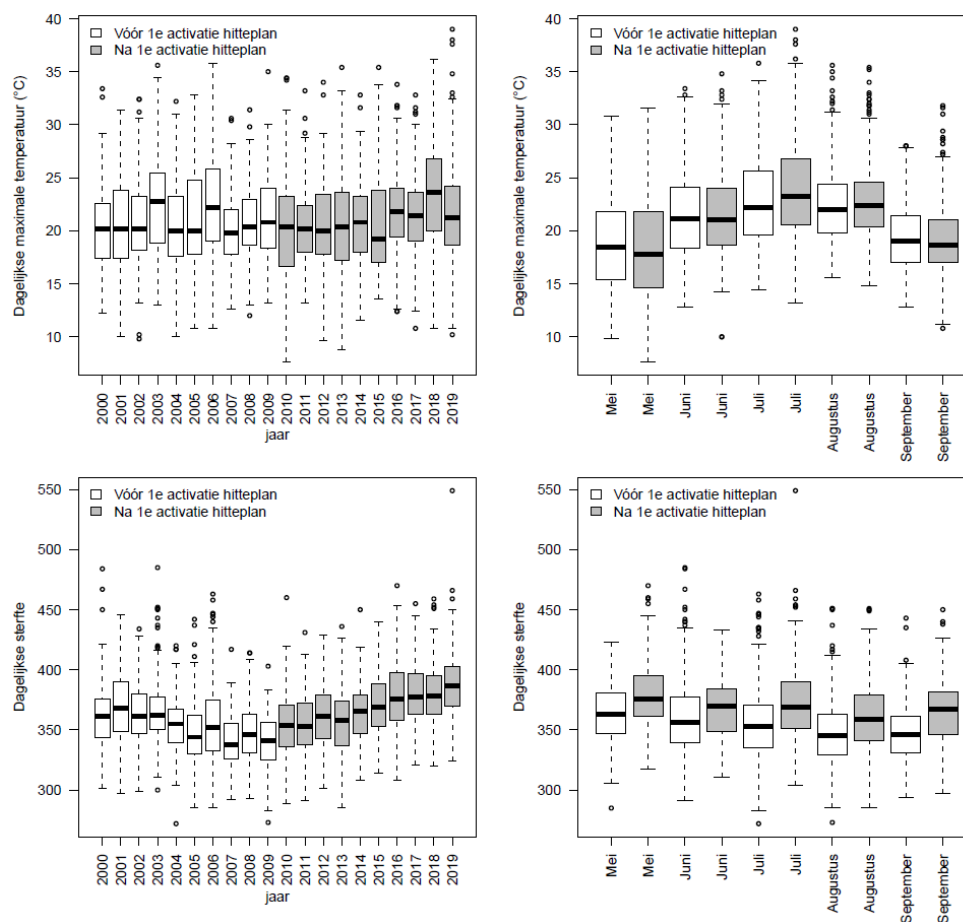 Dagelijkse maximale temperatuur (°C)
40
35
30
25
20
15
10
Vóór 1e activatie hitteplan
Na 1e activatie hitteplan
2000
2001
2002
2003
2004
2005
2006
2007
2008
2009
2010
2011
2012
2013
2014
2015
2016
2017
2018
2019
jaar
Dagelijkse maximale temperatuur (°C)
40
35
30
25
20
15
10
Vóór 1e activatie hitteplan
Na 1e activatie hitteplan
Mei
Mei
Juni
Juni
Juli
Juli
Augustus
Augustus
September
September
Dagelijkse sterfte
550
500
450
400
350
300
Vóór 1e activatie hitteplan
Na 1e activatie hitteplan
2000
2001
2002
2003
2004
2005
2006
2007
2008
2009
2010
2011
2012
2013
2014
2015
2016
2017
2018
2019
jaar
Dagelijkse sterfte
550
500
450
400
350
300
Vóór 1e activatie hitteplan
Na 1e activatie hitteplan
Mei
Mei
Juni
Juni
Juli
Juli
Augustus
Augustus
September
September